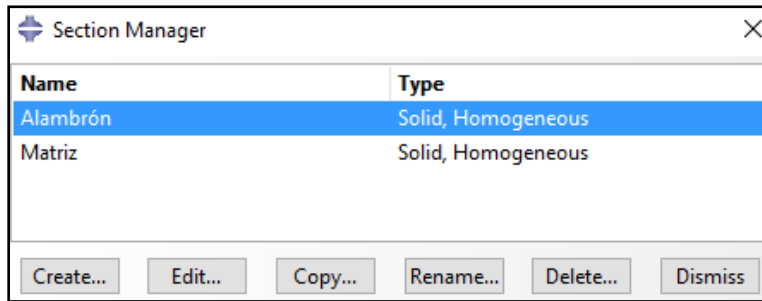 Section Manager
Name Type
Alambrón Solid, Homogeneous
Matriz Solid, Homogeneous
Create... Edit... Copy... Rename... Delete... Dismiss